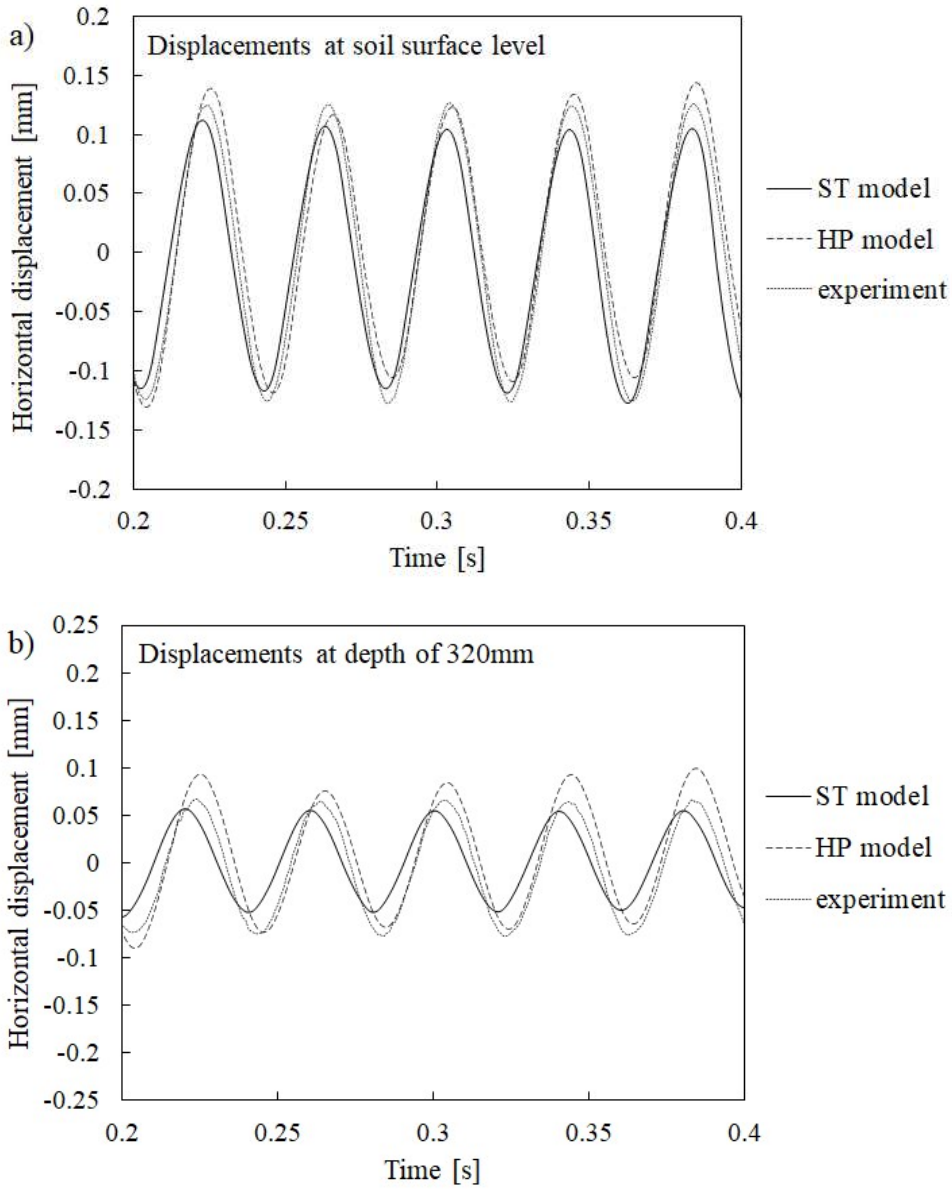 a)
Displacements at soil surface level
Horizontal displacement [mm]
0.2
0.15
0.1
0.05
0
-0.05
-0.1
-0.15
-0.2
0.2
0.25
0.3
0.35
0.4
Time [s]
ST model
HP model
experiment
b)
Displacements at depth of 320mm
Horizontal displacement [mm]
0.25
0.2
0.15
0.1
0.05
0
-0.05
-0.1
-0.15
-0.2
-0.25
0.2
0.25
0.3
0.35
0.4
Time [s]
ST model
HP model
experiment